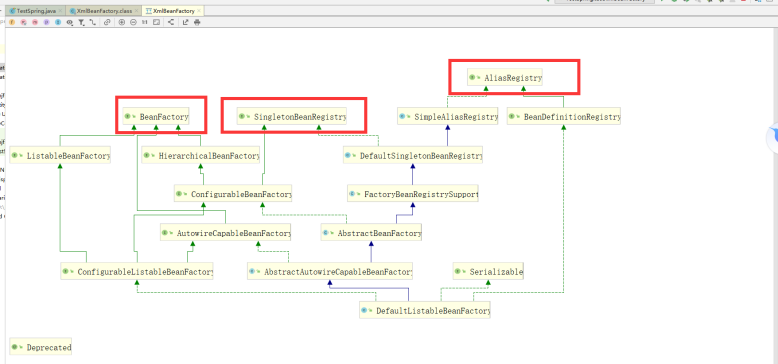 TestSpring.java
XmlBeanFactory.class
XmlBeanFactory
AliasRegistry
BeanFactory
SingletonBeanRegistry
SimpleAliasRegistry
BeanDefinitionRegistry
ListableBeanFactory
HierarchicalBeanFactory
DefaultSingletonBeanRegistry
ConfigurableBeanFactory
FactoryBeanRegistrySupport
AutowireCapableBeanFactory
AbstractBeanFactory
ConfigurableListableBeanFactory
AbstractAutowireCapableBeanFactory
Serializable
DefaultListableBeanFactory
Deprecated